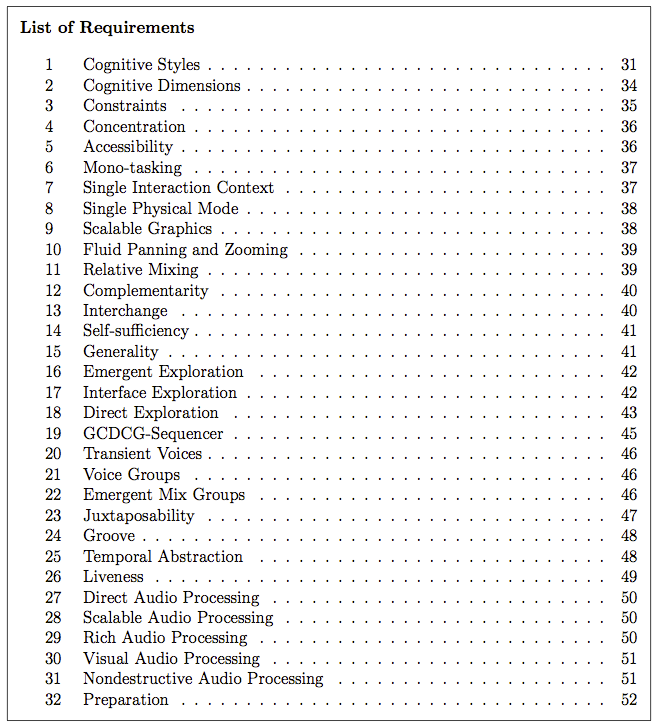 List of Requirements
1 Cognitive Styles . . . . . . . . . . . . . . . . . . . . . . . . . . . . . . . 31
2 Cognitive Dimensions . . . . . . . . . . . . . . . . . . . . . . . . . . . . 34
3 Constraints . . . . . . . . . . . . . . . . . . . . . . . . . . . . . . . . . 35
4 Concentration . . . . . . . . . . . . . . . . . . . . . . . . . . . . . . . . 36
5 Accessibility . . . . . . . . . . . . . . . . . . . . . . . . . . . . . . . . . 36
6 Mono-tasking . . . . . . . . . . . . . . . . . . . . . . . . . . . . . . . . 37
7 Single Interaction Context . . . . . . . . . . . . . . . . . . . . . . . . . 37
8 Single Physical Mode . . . . . . . . . . . . . . . . . . . . . . . . . . . . 38
9 Scalable Graphics . . . . . . . . . . . . . . . . . . . . . . . . . . . . . . 38
10 Fluid Panning and Zooming . . . . . . . . . . . . . . . . . . . . . . . . 39
11 Relative Mixing . . . . . . . . . . . . . . . . . . . . . . . . . . . . . . . 39
12 Complementarity . . . . . . . . . . . . . . . . . . . . . . . . . . . . . . 40
13 Interchange . . . . . . . . . . . . . . . . . . . . . . . . . . . . . . . . . 40
14 Self-sufficiency . . . . . . . . . . . . . . . . . . . . . . . . . . . . . . . . 41
15 Generality . . . . . . . . . . . . . . . . . . . . . . . . . . . . . . . . . . 41
16 Emergent Exploration . . . . . . . . . . . . . . . . . . . . . . . . . . . 42
17 Interface Exploration . . . . . . . . . . . . . . . . . . . . . . . . . . . . 42
18 Direct Exploration . . . . . . . . . . . . . . . . . . . . . . . . . . . . . 43
19 GCDCG-Sequencer . . . . . . . . . . . . . . . . . . . . . . . . . . . . . 45
20 Transient Voices . . . . . . . . . . . . . . . . . . . . . . . . . . . . . . . 46
21 Voice Groups . . . . . . . . . . . . . . . . . . . . . . . . . . . . . . . . 46
22 Emergent Mix Groups . . . . . . . . . . . . . . . . . . . . . . . . . . . 46
23 Juxtaposability . . . . . . . . . . . . . . . . . . . . . . . . . . . . . . . 47
24 Groove . . . . . . . . . . . . . . . . . . . . . . . . . . . . . . . . . . . . 48
25 Temporal Abstraction . . . . . . . . . . . . . . . . . . . . . . . . . . . 48
26 Liveness . . . . . . . . . . . . . . . . . . . . . . . . . . . . . . . . . . . 49
27 Direct Audio Processing . . . . . . . . . . . . . . . . . . . . . . . . . . 50
28 Scalable Audio Processing . . . . . . . . . . . . . . . . . . . . . . . . . 50
29 Rich Audio Processing . . . . . . . . . . . . . . . . . . . . . . . . . . . 50
30 Visual Audio Processing . . . . . . . . . . . . . . . . . . . . . . . . . . 51
31 Nondestructive Audio Processing . . . . . . . . . . . . . . . . . . . . . 51
32 Preparation . . . . . . . . . . . . . . . . . . . . . . . . . . . . . . . . . 52